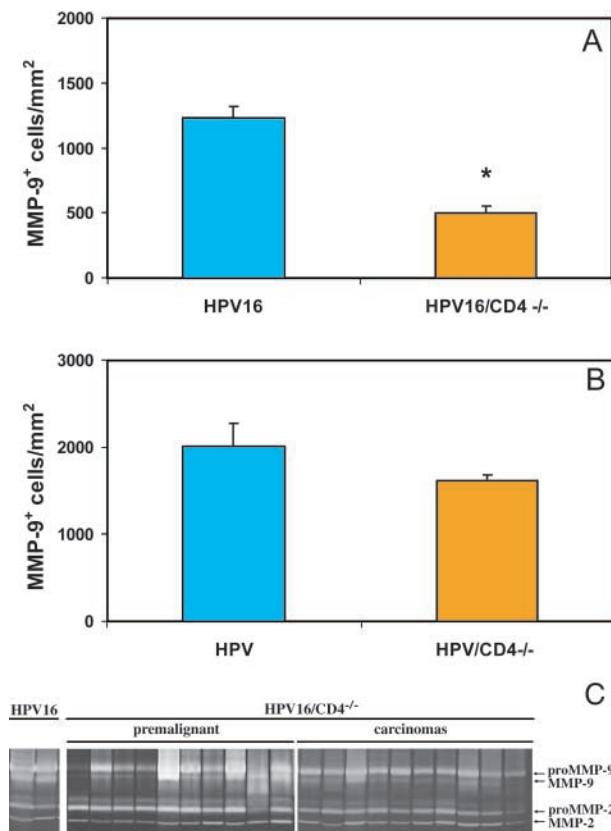 A
MMP-9+ cells/mm2
2000
1500
1000
500
0
*
HPV16
HPV16/CD4 -/-
B
MMP-9+ cells/mm2
3000
2000
1000
0
HPV
HPV/CD4-/-
C
HPV16
HPV16/CD4-/-
premalignant
carcinomas
proMMP-9
MMP-9
proMMP-2
MMP-2